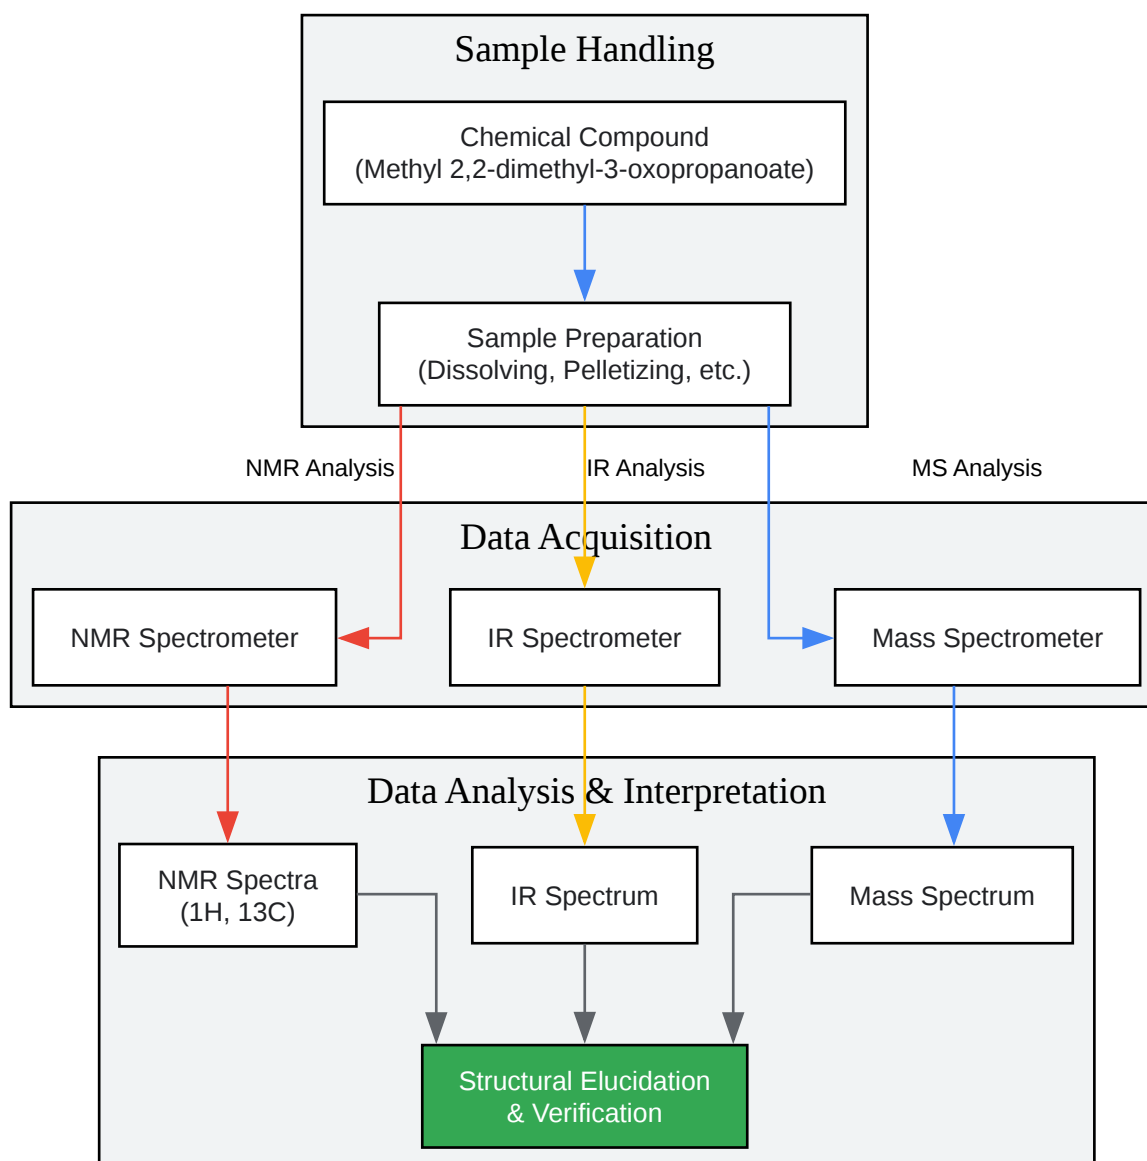 Sample Handling
Chemical Compound
(Methyl 2,2-dimethyl-3-oxopropanoate)
Sample Preparation
(Dissolving, Pelletizing, etc.)
NMR Analysis
IR Analysis
MS Analysis
Data Acquisition
NMR Spectrometer
IR Spectrometer
Mass Spectrometer
Data Analysis & Interpretation
NMR Spectra
(1H, 13C)
IR Spectrum
Mass Spectrum
Structural Elucidation
& Verification